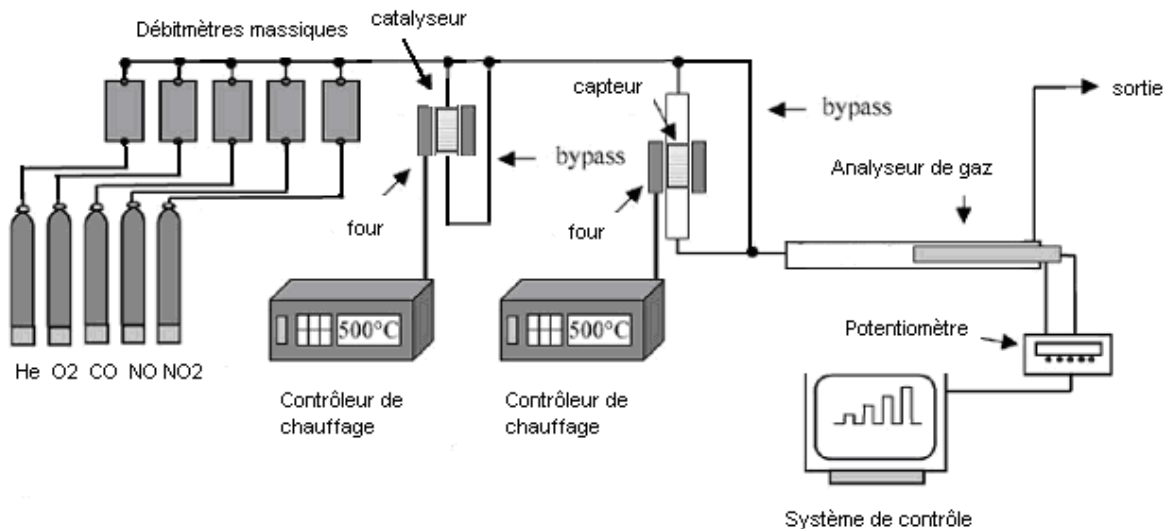 Débitmètres massiques
catalyseur
capteur
bypass
sortie
bypass
Analyseur de gaz
four
four
500°C
500°C
Potentiomètre
He O2 CO NO NO2
Contrôleur de
chauffage
Contrôleur de
chauffage
Système de contrôle